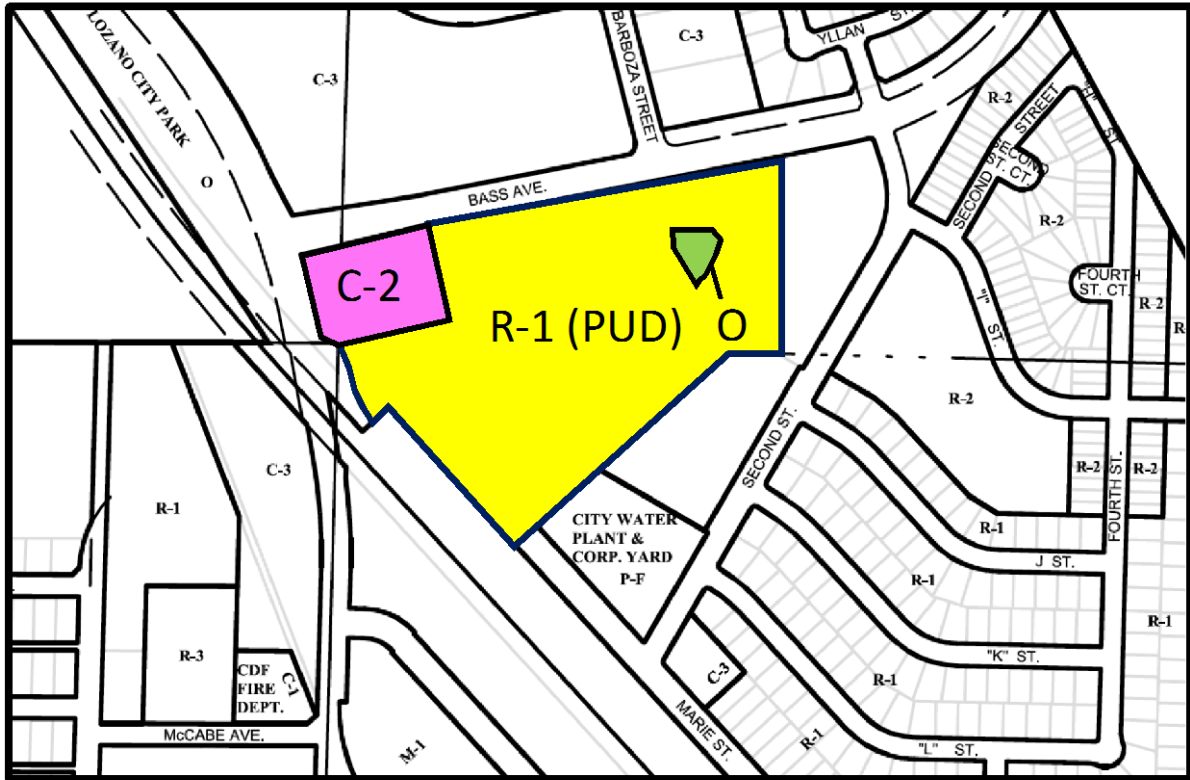 LOZANO CITY PARK
O
C-3
BARBOZA STREET
C-3
YLLAN
ST
BASS AVE.
R-2
"H" ST.
SECOND STREET
SECOND
ST. CT.
R-2
FOURTH
ST. CT.
R-2
R-
"I" ST.
C-2
R-1 (PUD)
O
R-2
SECOND ST.
R-2
R-2
FOURTH ST.
C-3
R-1
CITY WATER
PLANT &
CORP. YARD
P-F
R-1
J ST.
R-1
R-1
"K" ST.
R-3
CDF
FIRE
DEPT.
C-1
C-3
R-1
McCABE AVE.
M-1
MARIE ST.
R-1
"L" ST.